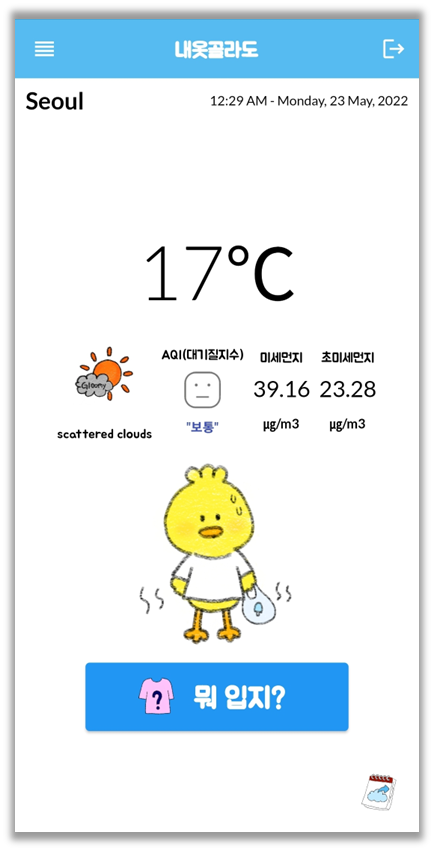 내옷골라도
Seoul
12:29 AM - Monday, 23 May, 2022
17°C
Gloomy
scattered clouds
AQI(대기질지수)
"보통"
미세먼지
39.16
μg/m3
초미세먼지
23.28
μg/m3
?
뭐 입지?